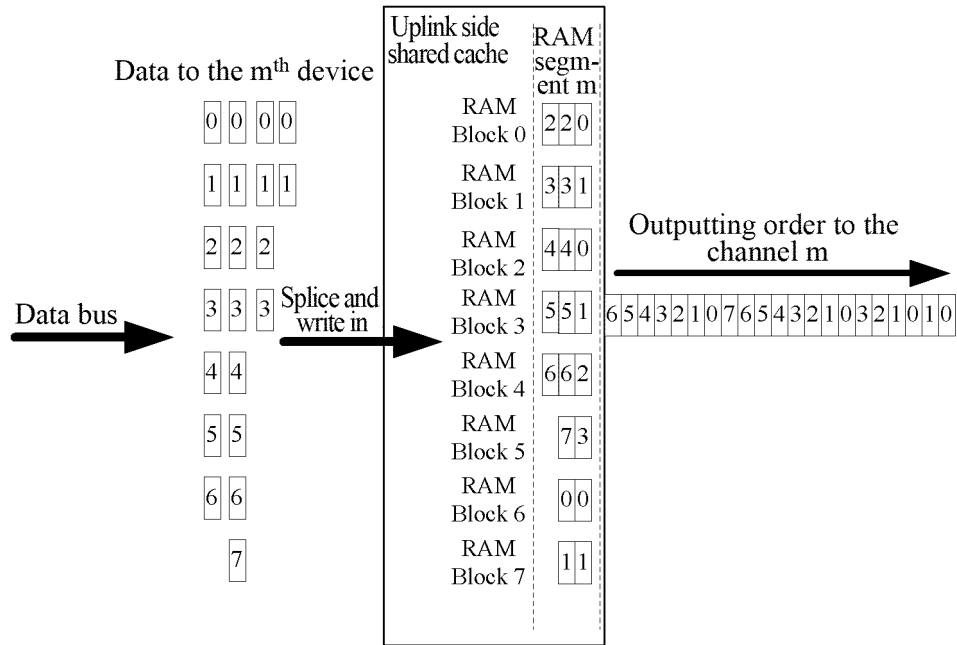 Uplink side
shared cache
RAM
segm-
ent m
Data to the mth device
0 0 0 0
1 1 1 1
2 2 2
3 3 3
4 4
5 5
6 6
7
Data bus
Splice and
write in
RAM
Block 0
2 2 0
RAM
Block 1
3 3 1
RAM
Block 2
4 4 0
RAM
Block 3
5 5 1
RAM
Block 4
6 6 2
RAM
Block 5
7 3
RAM
Block 6
0 0
RAM
Block 7
1 1
Outputting order to the
channel m
6 5 4 3 2 1 0 7 6 5 4 3 2 1 0 3 2 1 0 1 0